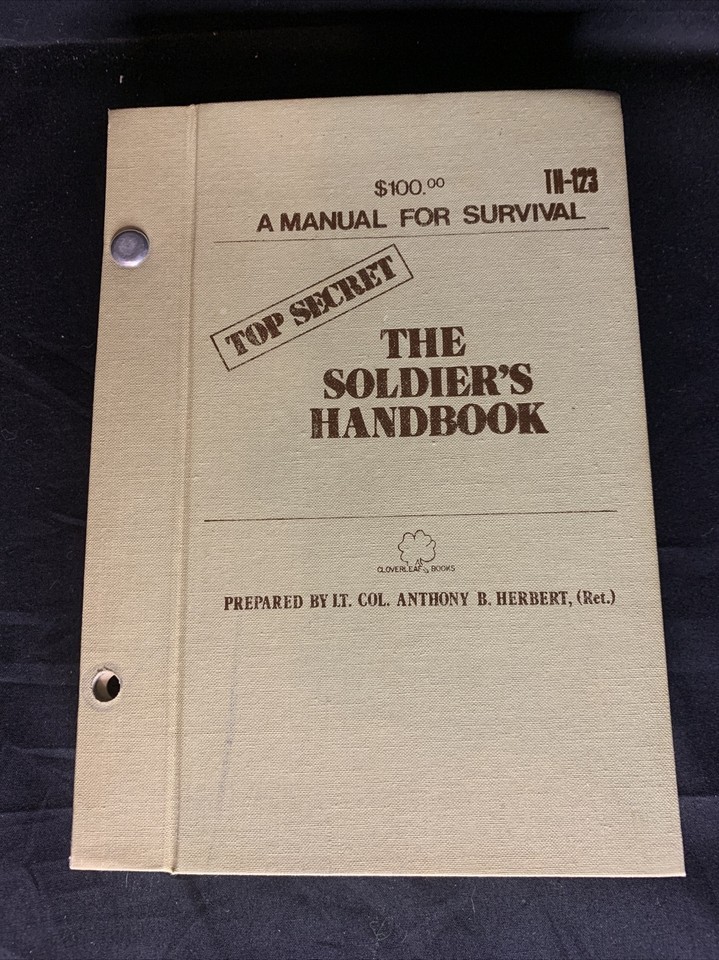 $100.00
TH-123
A MANUAL FOR SURVIVAL
TOP SECRET
THE
SOLDIER'S
HANDBOOK
CLOVERLEAF BOOKS
PREPARED BY LT. COL. ANTHONY B. HERBERT, (Ret.)